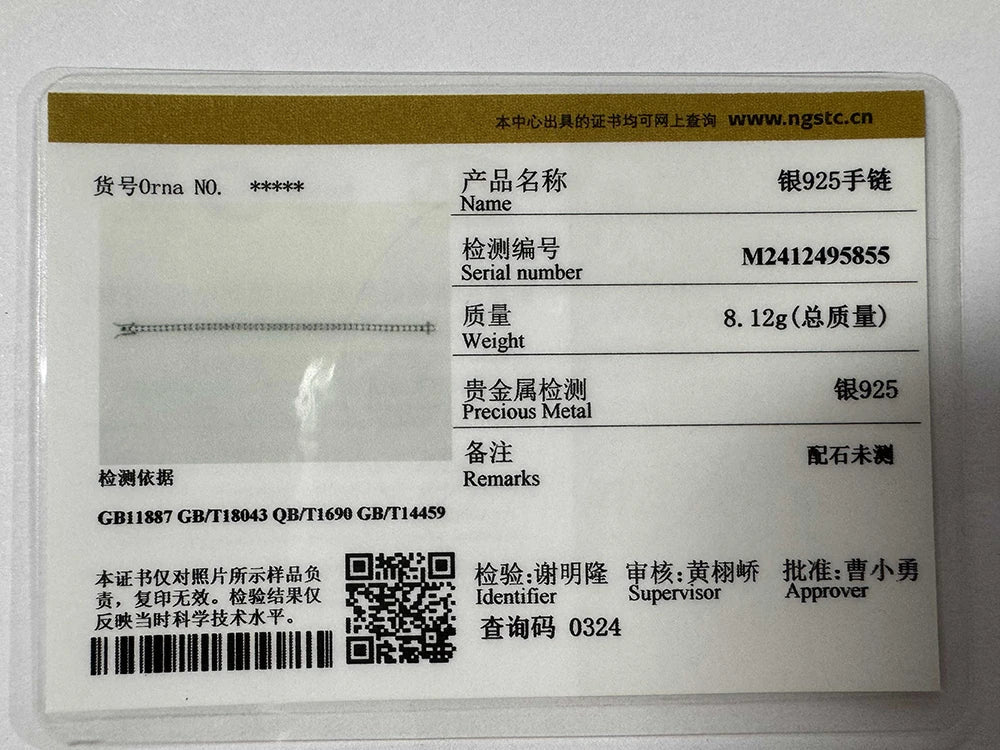 本中心出具的证书均可网上查询 www.ngstc.cn
货号Orna NO. *****
产品名称 银925手链
Name
检测编号 M2412495855
Serial number
质量 8.12g(总质量)
Weight
贵金属检测 银925
Precious Metal
备注 配石未测
Remarks
检测依据
GB11887 GB/T18043 QB/T1690 GB/T14459
本证书仅对照片所示样品负
责，复印无效。检验结果仅
反映当时科学技术水平。
检验:谢明隆 审核:黄栩峤 批准:曹小勇
Identifier Supervisor Approver
查询码 0324